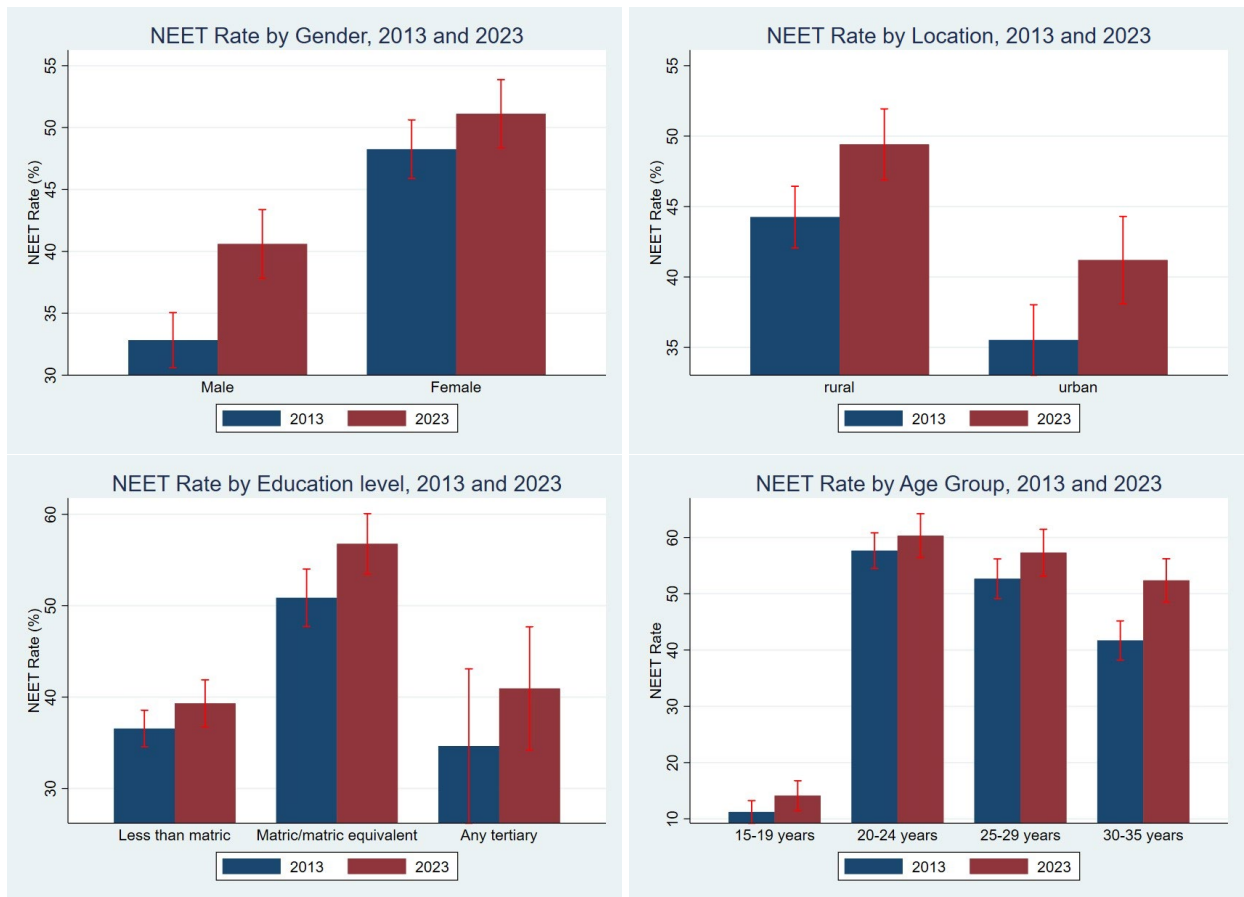 NEET Rate by Gender, 2013 and 2023
NEET Rate (%)
55
50
45
40
35
30
Male Female
2013 2023
NEET Rate by Location, 2013 and 2023
NEET Rate (%)
55
50
45
40
35
rural urban
2013 2023
NEET Rate by Education level, 2013 and 2023
NEET Rate (%)
60
50
40
30
Less than matric Matric/matric equivalent Any tertiary
2013 2023
NEET Rate by Age Group, 2013 and 2023
NEET Rate
60
50
40
30
20
10
15-19 years 20-24 years 25-29 years 30-35 years
2013 2023